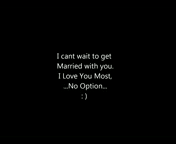 I cant wait to get
Married with you.
I Love You Most.
...No Option...
: )